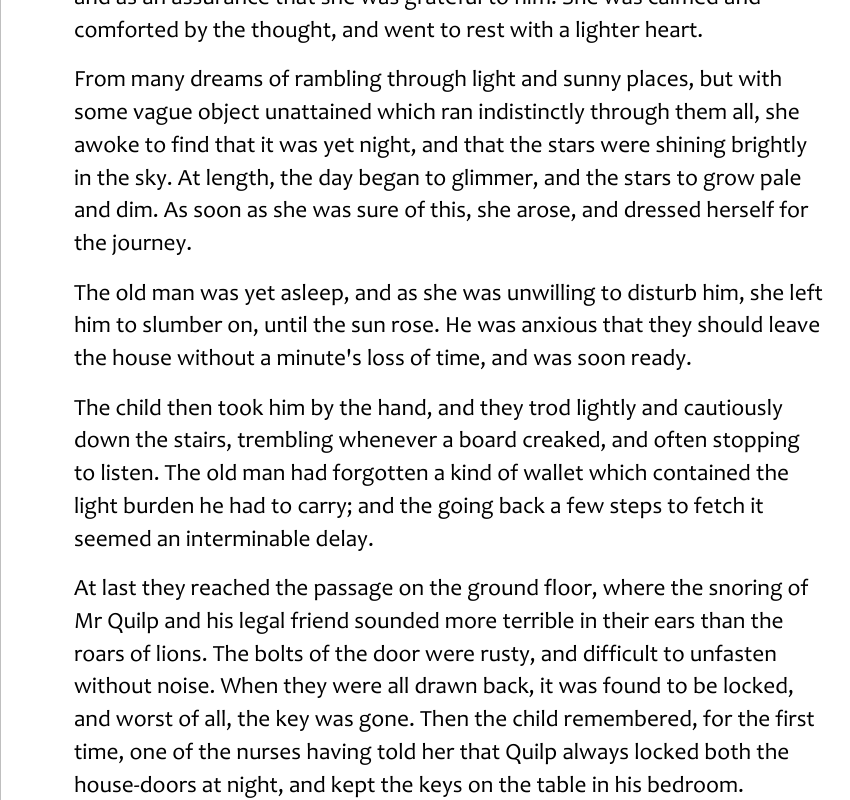 and as an assurance that she was grateful to him. She was calmed and
comforted by the thought, and went to rest with a lighter heart.
From many dreams of rambling through light and sunny places, but with
some vague object unattained which ran indistinctly through them all, she
awoke to find that it was yet night, and that the stars were shining brightly
in the sky. At length, the day began to glimmer, and the stars to grow pale
and dim. As soon as she was sure of this, she arose, and dressed herself for
the journey.
The old man was yet asleep, and as she was unwilling to disturb him, she left
him to slumber on, until the sun rose. He was anxious that they should leave
the house without a minute's loss of time, and was soon ready.
The child then took him by the hand, and they trod lightly and cautiously
down the stairs, trembling whenever a board creaked, and often stopping
to listen. The old man had forgotten a kind of wallet which contained the
light burden he had to carry; and the going back a few steps to fetch it
seemed an interminable delay.
At last they reached the passage on the ground floor, where the snoring of
Mr Quilp and his legal friend sounded more terrible in their ears than the
roars of lions. The bolts of the door were rusty, and difficult to unfasten
without noise. When they were all drawn back, it was found to be locked,
and worst of all, the key was gone. Then the child remembered, for the first
time, one of the nurses having told her that Quilp always locked both the
house-doors at night, and kept the keys on the table in his bedroom.